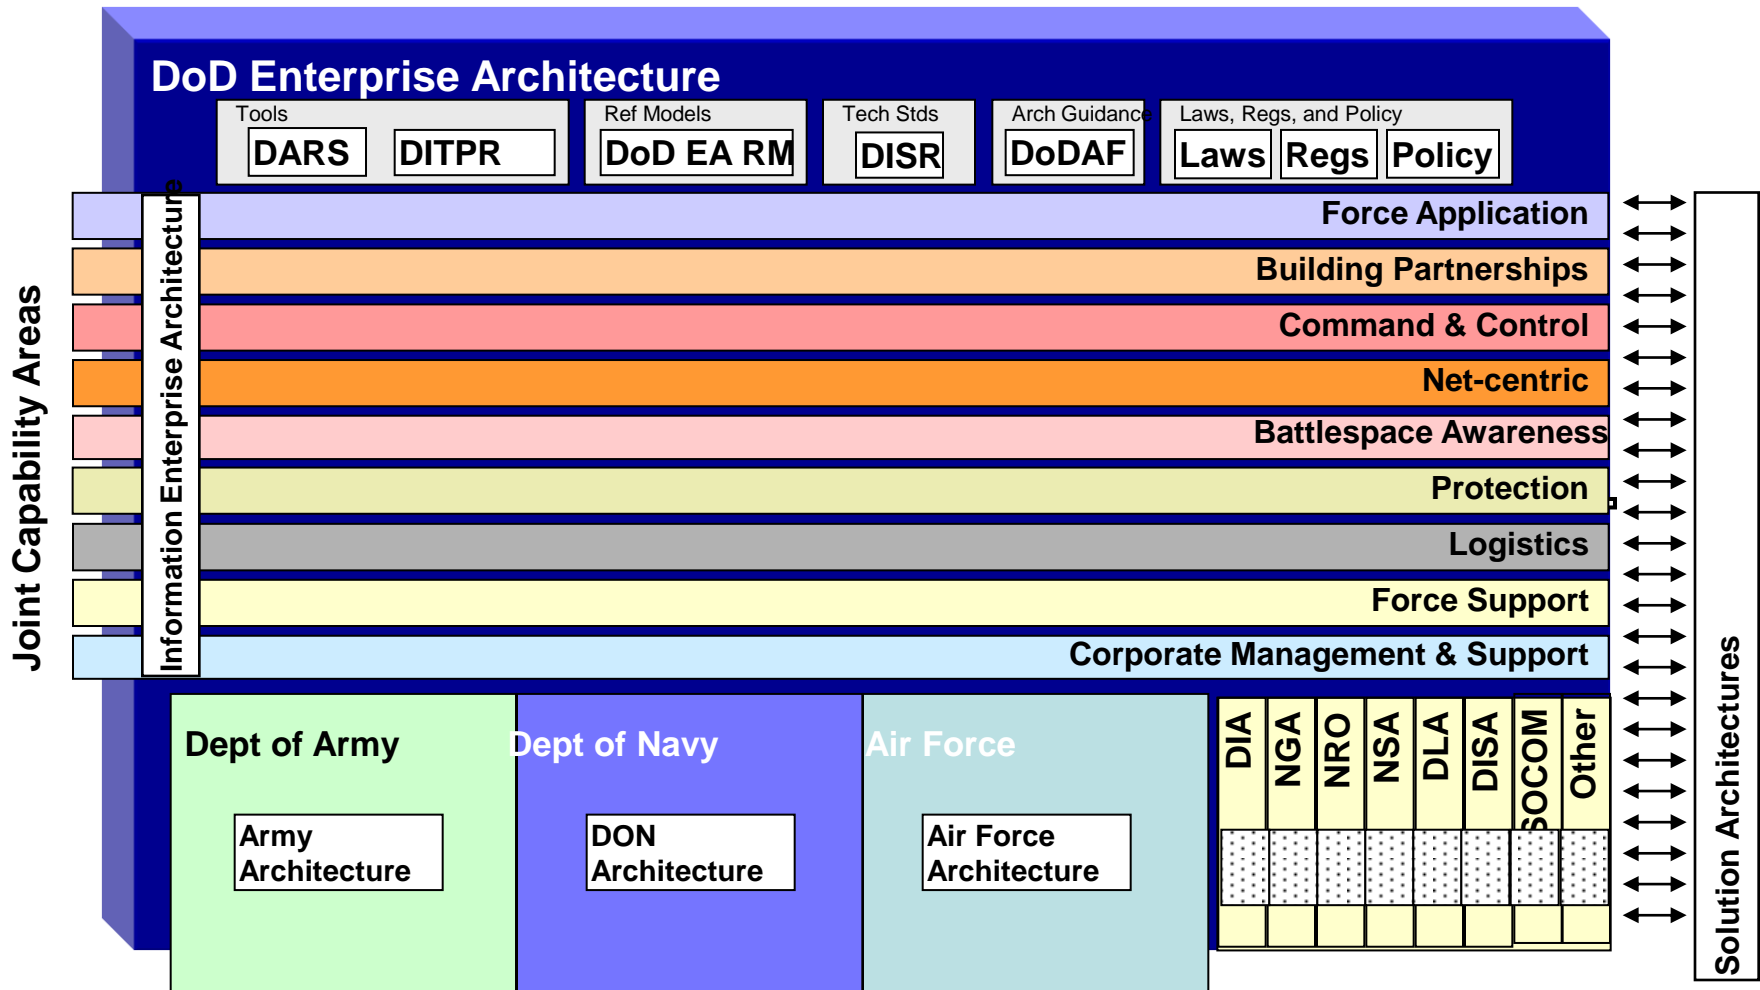 DoD Enterprise Architecture
Tools
DARS
DITPR
Ref Models
DoD EA RM
Tech Stds
DISR
Arch Guidance
DoDAF
Laws, Regs, and Policy
Laws
Regs
Policy
Joint Capability Areas
Information Enterprise Architecture
Force Application
Building Partnerships
Command & Control
Net-centric
Battlespace Awareness
Protection
Logistics
Force Support
Corporate Management & Support
Solution Architectures
Dept of Army
Army
Architecture
Dept of Navy
DON
Architecture
Air Force
Air Force
Architecture
DIA
NGA
NRO
NSA
DLA
DISA
SOCOM
Other